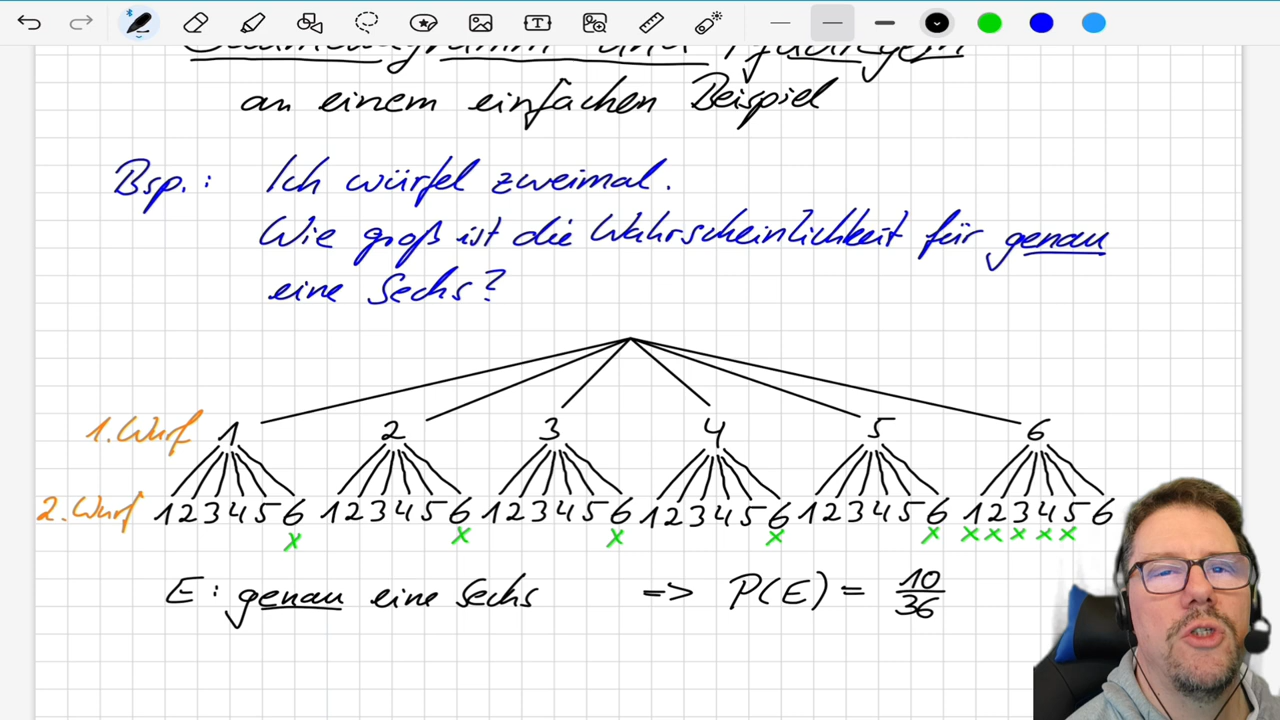 Baumdiagramm und Pfadregeln
an einem einfachen Beispiel
Bsp.: Ich würfel zweimal.
Wie groß ist die Wahrscheinlichkeit für genau
eine Sechs?
1. Wurf 1 2 3 4 5 6
2. Wurf 1 2 3 4 5 6 1 2 3 4 5 6 1 2 3 4 5 6 1 2 3 4 5 6 1 2 3 4 5 6 1 2 3 4 5 6
x x x x x x x x x x
E: genau eine Sechs => P(E) = 10/36